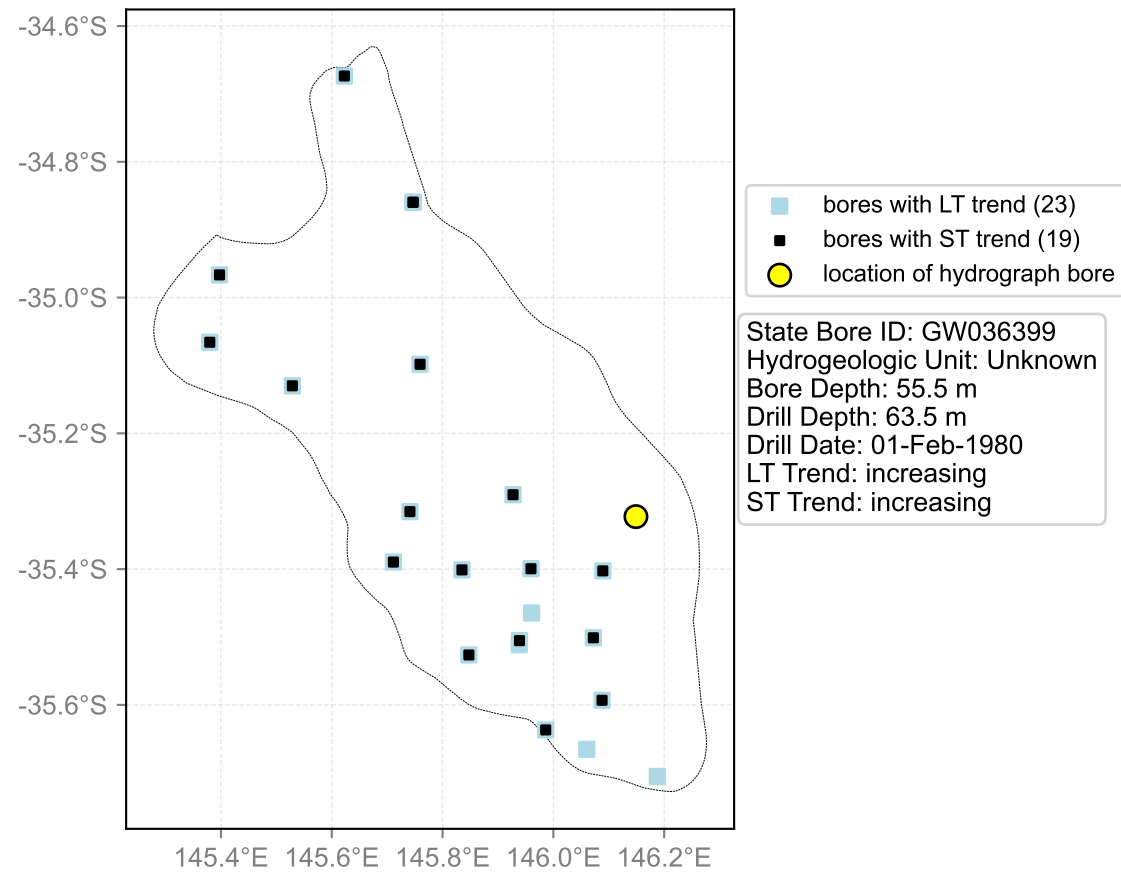 -34.6°S
-34.8°S
-35.0°S
-35.2°S
-35.4°S
-35.6°S
145.4°E 145.6°E 145.8°E 146.0°E 146.2°E
bores with LT trend (23)
bores with ST trend (19)
location of hydrograph bore
State Bore ID: GW036399
Hydrogeologic Unit: Unknown
Bore Depth: 55.5 m
Drill Depth: 63.5 m
Drill Date: 01-Feb-1980
LT Trend: increasing
ST Trend: increasing